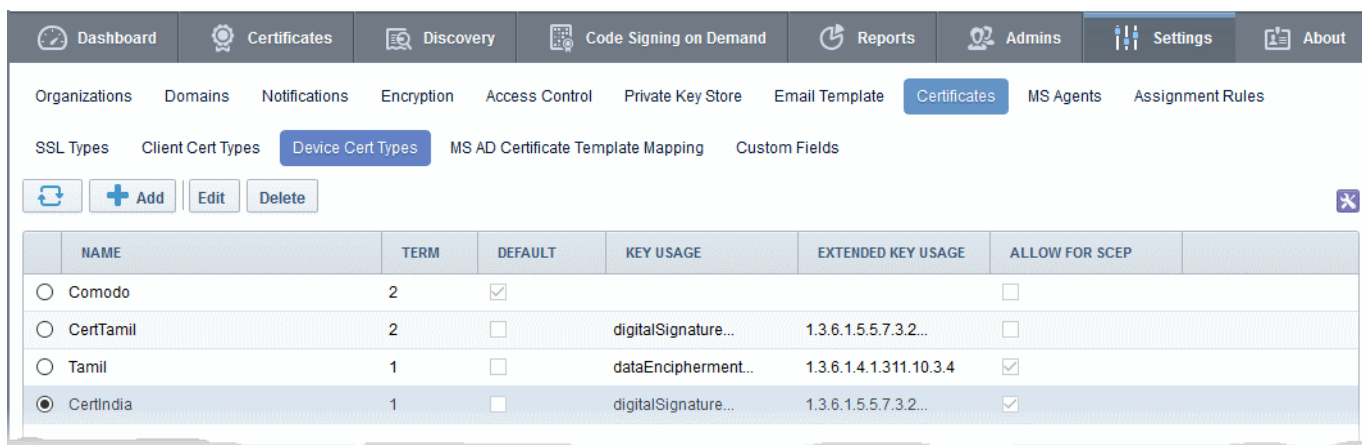 Dashboard Certificates Discovery Code Signing on Demand Reports Admins Settings About
Organizations Domains Notifications Encryption Access Control Private Key Store Email Template Certificates MS Agents Assignment Rules
SSL Types Client Cert Types Device Cert Types MS AD Certificate Template Mapping Custom Fields
Add Edit Delete
NAME TERM DEFAULT KEY USAGE EXTENDED KEY USAGE ALLOW FOR SCEP
Comodo 2
CertTamil 2 digitalSignature... 1.3.6.1.5.5.7.3.2...
Tamil 1 dataEncipherment... 1.3.6.1.4.1.311.10.3.4
CertIndia 1 digitalSignature... 1.3.6.1.5.5.7.3.2...